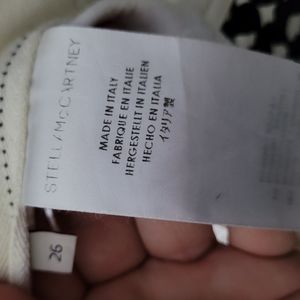 STELLA McCARTNEY
MADE IN ITALY
FABRIQUE EN ITALIE
HERGESTELLT IN ITALIEN
HECHO EN ITALIA
イタリア製
26